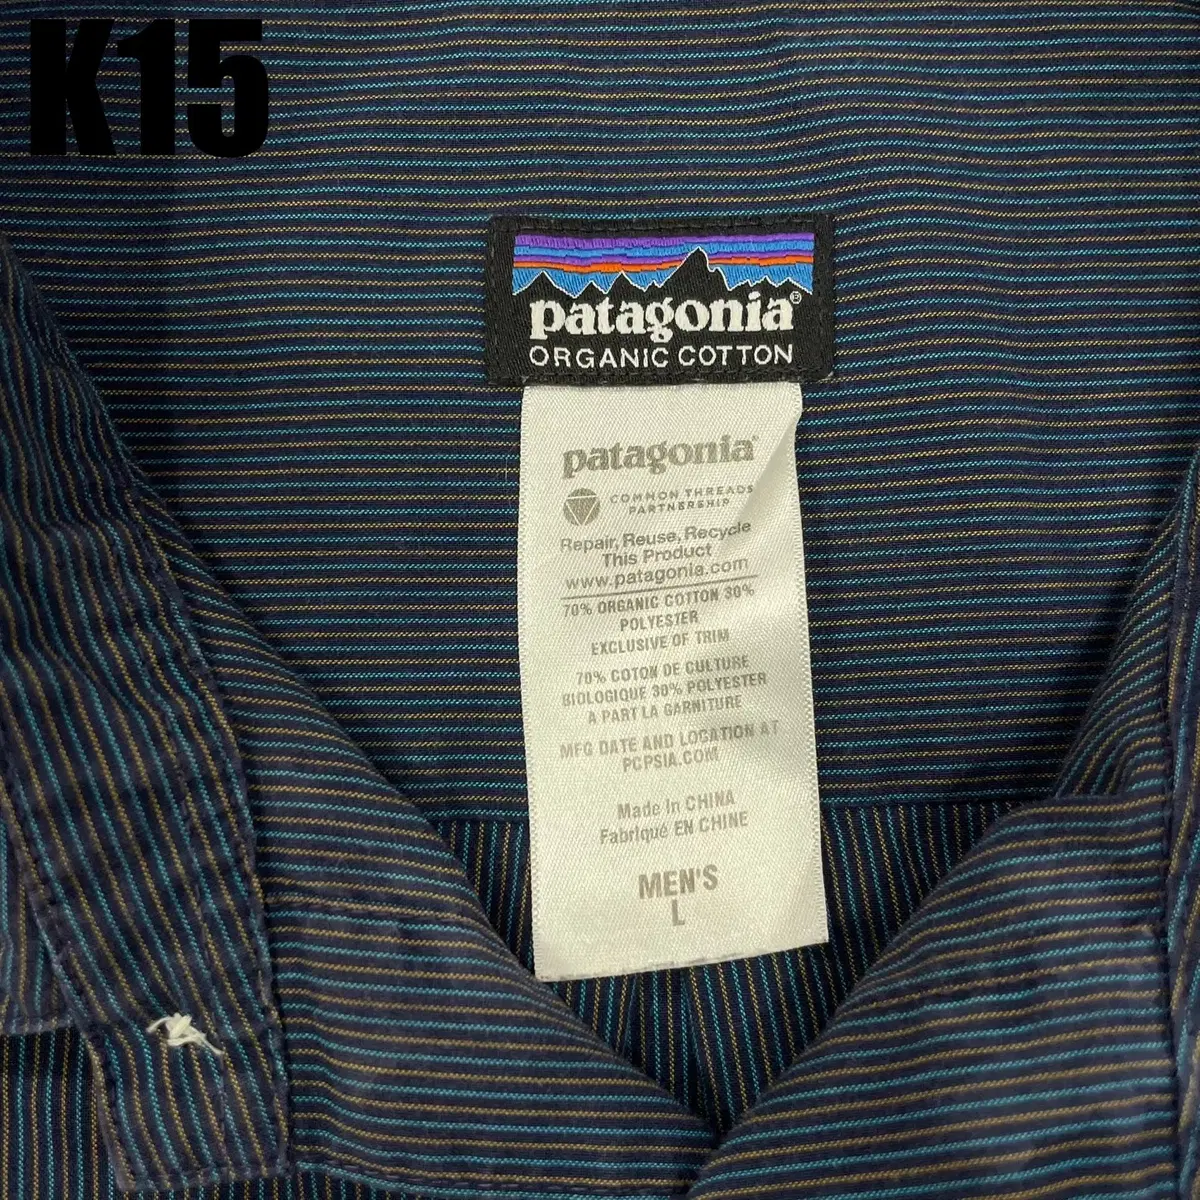 K15
patagonia®
ORGANIC COTTON
patagonia®
COMMON THREADS
PARTNERSHIP
Repair, Reuse, Recycle
This Product
www.patagonia.com
70% ORGANIC COTTON 30%
POLYESTER
EXCLUSIVE OF TRIM
70% COTON DE CULTURE
BIOLOGIQUE 30% POLYESTER
A PART LA GARNITURE
MFG DATE AND LOCATION AT
PCPSIA.COM
Made In CHINA
Fabriqué EN CHINE
MEN'S
L